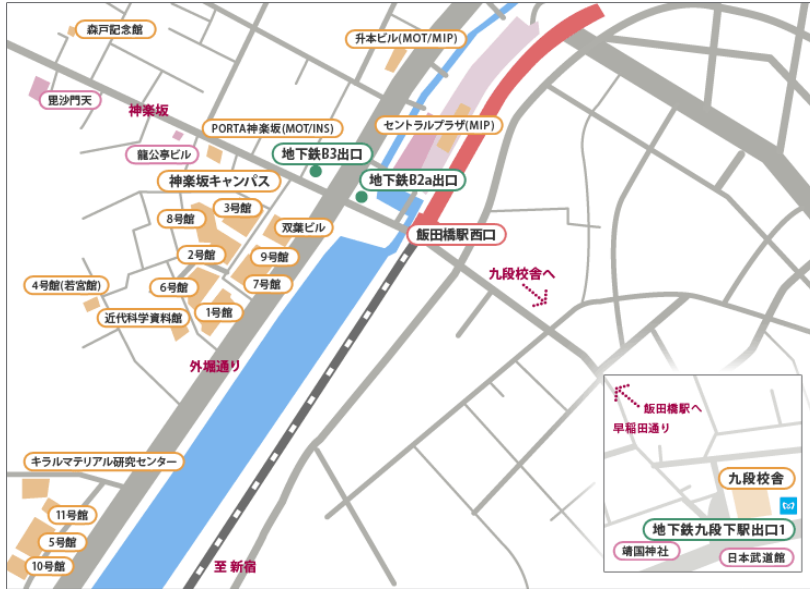 森戸記念館
升本ビル(MOT/MIP)
毘沙門天
神楽坂
PORTA神楽坂(MOT/INS)
セントラルプラザ(MIP)
龍公亭ビル
地下鉄B3出口
神楽坂キャンパス
地下鉄B2a出口
3号館
8号館
双葉ビル
飯田橋駅西口
2号館
9号館
九段校舎へ
4号館(若宮館)
6号館
7号館
近代科学資料館
1号館
外堀通り
飯田橋駅へ
早稲田通り
キラルマテリアル研究センター
九段校舎
11号館
地下鉄九段下駅出口1
5号館
靖国神社
日本武道館
10号館
至 新宿